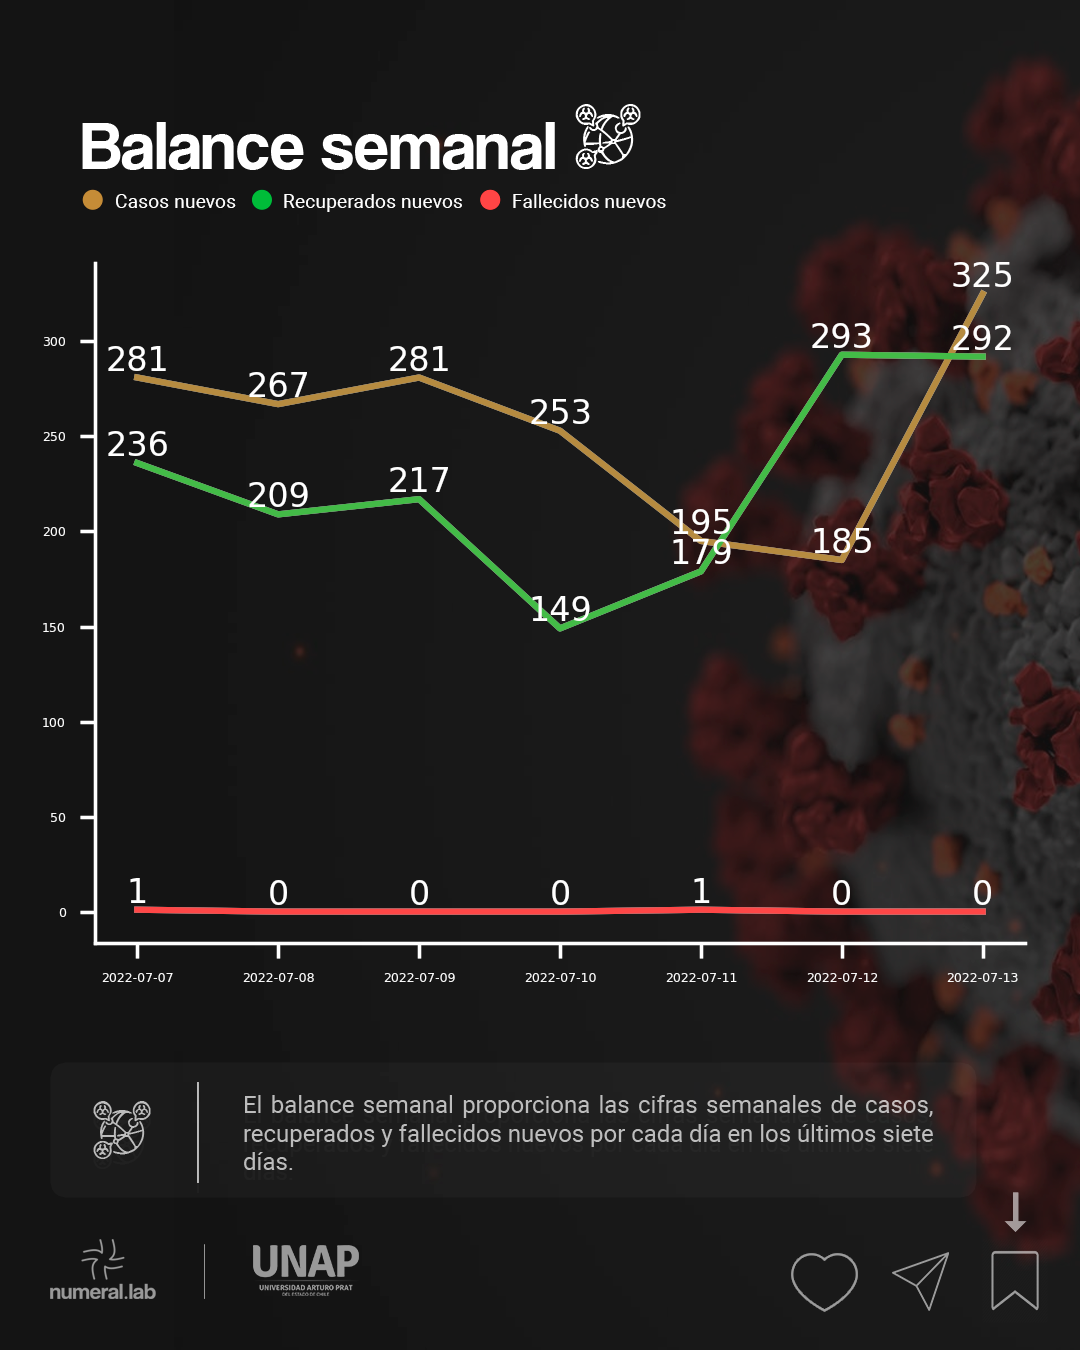 Balance semanal
Casos nuevos Recuperados nuevos Fallecidos nuevos
325
300 281 267 281 293 292
253
250 236 209 217
200 195 185
179
150 149
100
50
0 1 0 0 0 1 0 0
2022-07-07 2022-07-08 2022-07-09 2022-07-10 2022-07-11 2022-07-12 2022-07-13
El balance semanal proporciona las cifras semanales de casos,
recuperados y fallecidos nuevos por cada día en los últimos siete
días.
numeral.lab
UNAP
UNIVERSIDAD ARTURO PRAT
DEL ESTADO DE CHILE